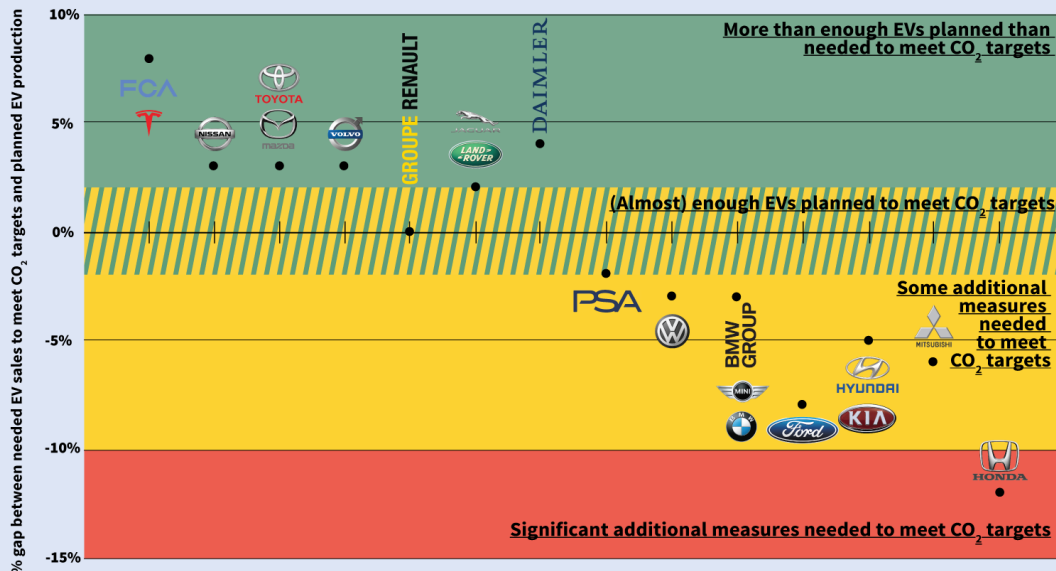 % gap between needed EV sales to meet CO2 targets and planned EV production
10%
5%
0%
-5%
-10%
-15%
More than enough EVs planned than
needed to meet CO2 targets
(Almost) enough EVs planned to meet CO2 targets
Some additional
measures
needed
to meet
CO2 targets
Significant additional measures needed to meet CO2 targets
FCA
NISSAN
TOYOTA
mazda
VOLVO
GROUPE RENAULT
JAGUAR
LAND-
ROVER
DAIMLER
PSA
BMW
GROUP
MINI
BMW
Ford
HYUNDAI
KIA
MITSUBISHI
HONDA